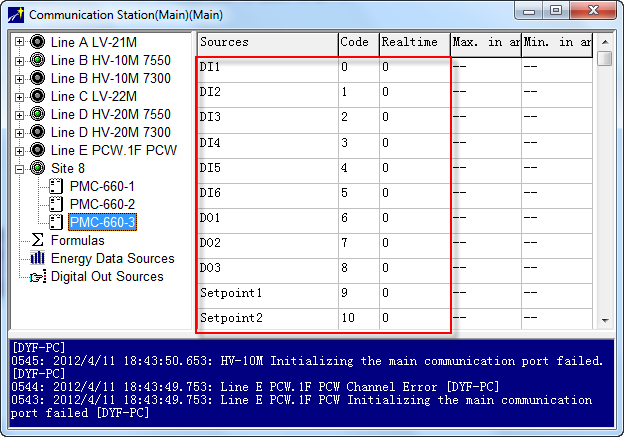 Communication Station(Main)(Main)
Line A LV-21M
Line B HV-10M 7550
Line B HV-10M 7300
Line C LV-22M
Line D HV-20M 7550
Line D HV-20M 7300
Line E PCW.1F PCW
Site 8
PMC-660-1
PMC-660-2
PMC-660-3
Formulas
Energy Data Sources
Digital Out Sources
Sources Code Realtime Max. in an Min. in an
DI1 0 0 -- --
DI2 1 0 -- --
DI3 2 0 -- --
DI4 3 0 -- --
DI5 4 0 -- --
DI6 5 0 -- --
DO1 6 0 -- --
DO2 7 0 -- --
DO3 8 0 -- --
Setpoint1 9 0 -- --
Setpoint2 10 0 -- --
[DYF-PC]
0545: 2012/4/11 18:43:50.653: HV-10M Initializing the main communication port failed.
[DYF-PC]
0544: 2012/4/11 18:43:49.753: Line E PCW.1F PCW Channel Error [DYF-PC]
0543: 2012/4/11 18:43:49.753: Line E PCW.1F PCW Initializing the main communication
port failed [DYF-PC]